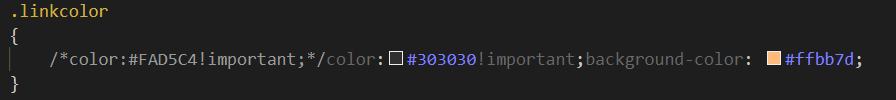 .linkcolor
{
/*color:#FAD5C4!important;*/color:#303030!important;background-color: #ffbb7d;
}